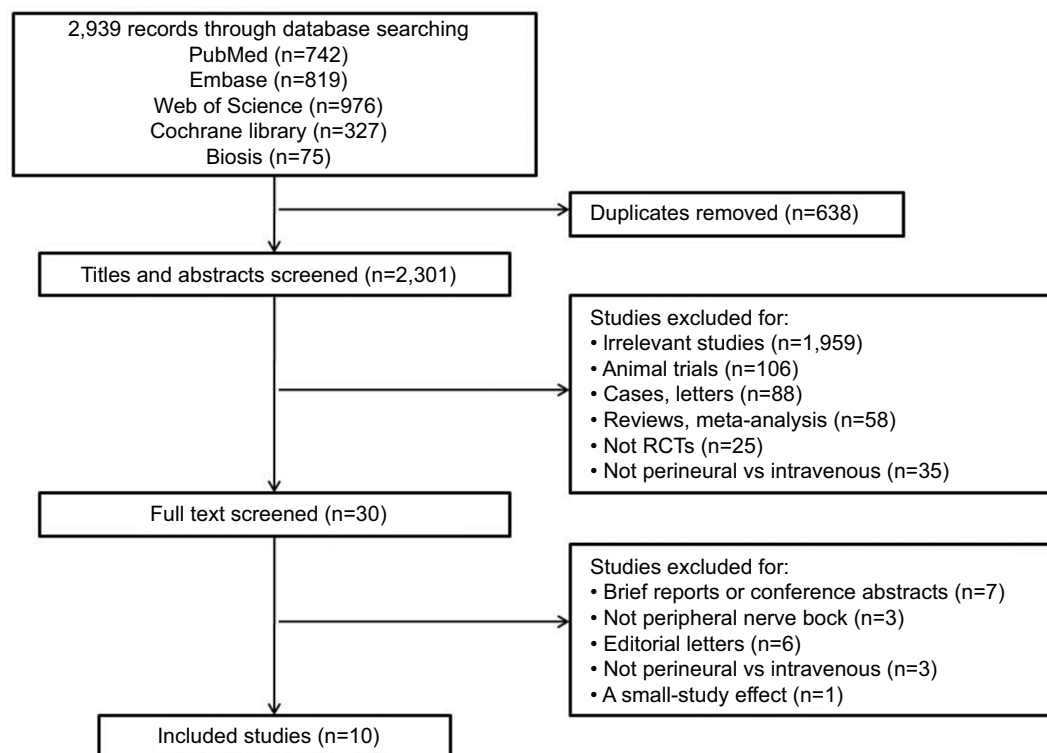 2,939 records through database searching
PubMed (n=742)
Embase (n=819)
Web of Science (n=976)
Cochrane library (n=327)
Biosis (n=75)
Duplicates removed (n=638)
Titles and abstracts screened (n=2,301)
Studies excluded for:
• Irrelevant studies (n=1,959)
• Animal trials (n=106)
• Cases, letters (n=88)
• Reviews, meta-analysis (n=58)
• Not RCTs (n=25)
• Not perineural vs intravenous (n=35)
Full text screened (n=30)
Studies excluded for:
• Brief reports or conference abstracts (n=7)
• Not peripheral nerve bock (n=3)
• Editorial letters (n=6)
• Not perineural vs intravenous (n=3)
• A small-study effect (n=1)
Included studies (n=10)